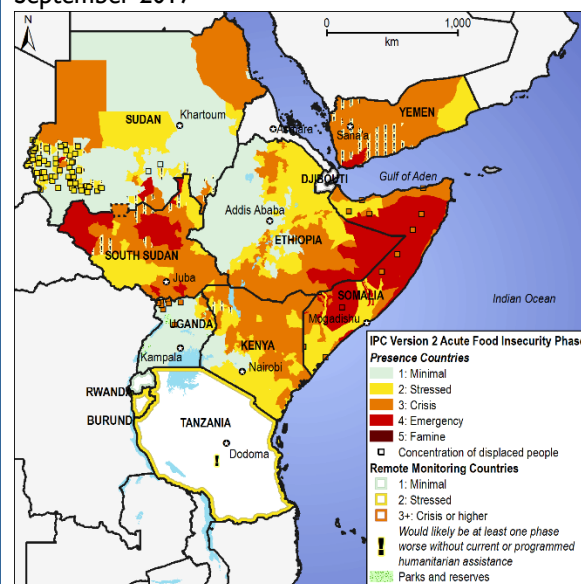 September 2017
N
0
1,000
km
SUDAN
Khartoum
Asmara
YEMEN
Sana'a
DJIBOUTI
Gulf of Aden
Addis Ababa
ETHIOPIA
SOUTH SUDAN
Juba
SOMALIA
Mogadishu
Indian Ocean
UGANDA
Kampala
KENYA
Nairobi
RWANDA
BURUND
TANZANIA
Dodoma
!
IPC Version 2 Acute Food Insecurity Phase
Presence Countries
1: Minimal
2: Stressed
3: Crisis
4: Emergency
5: Famine
Concentration of displaced people
Remote Monitoring Countries
1: Minimal
2: Stressed
3+: Crisis or higher
Would likely be at least one phase
! worse without current or programmed
humanitarian assistance
Parks and reserves